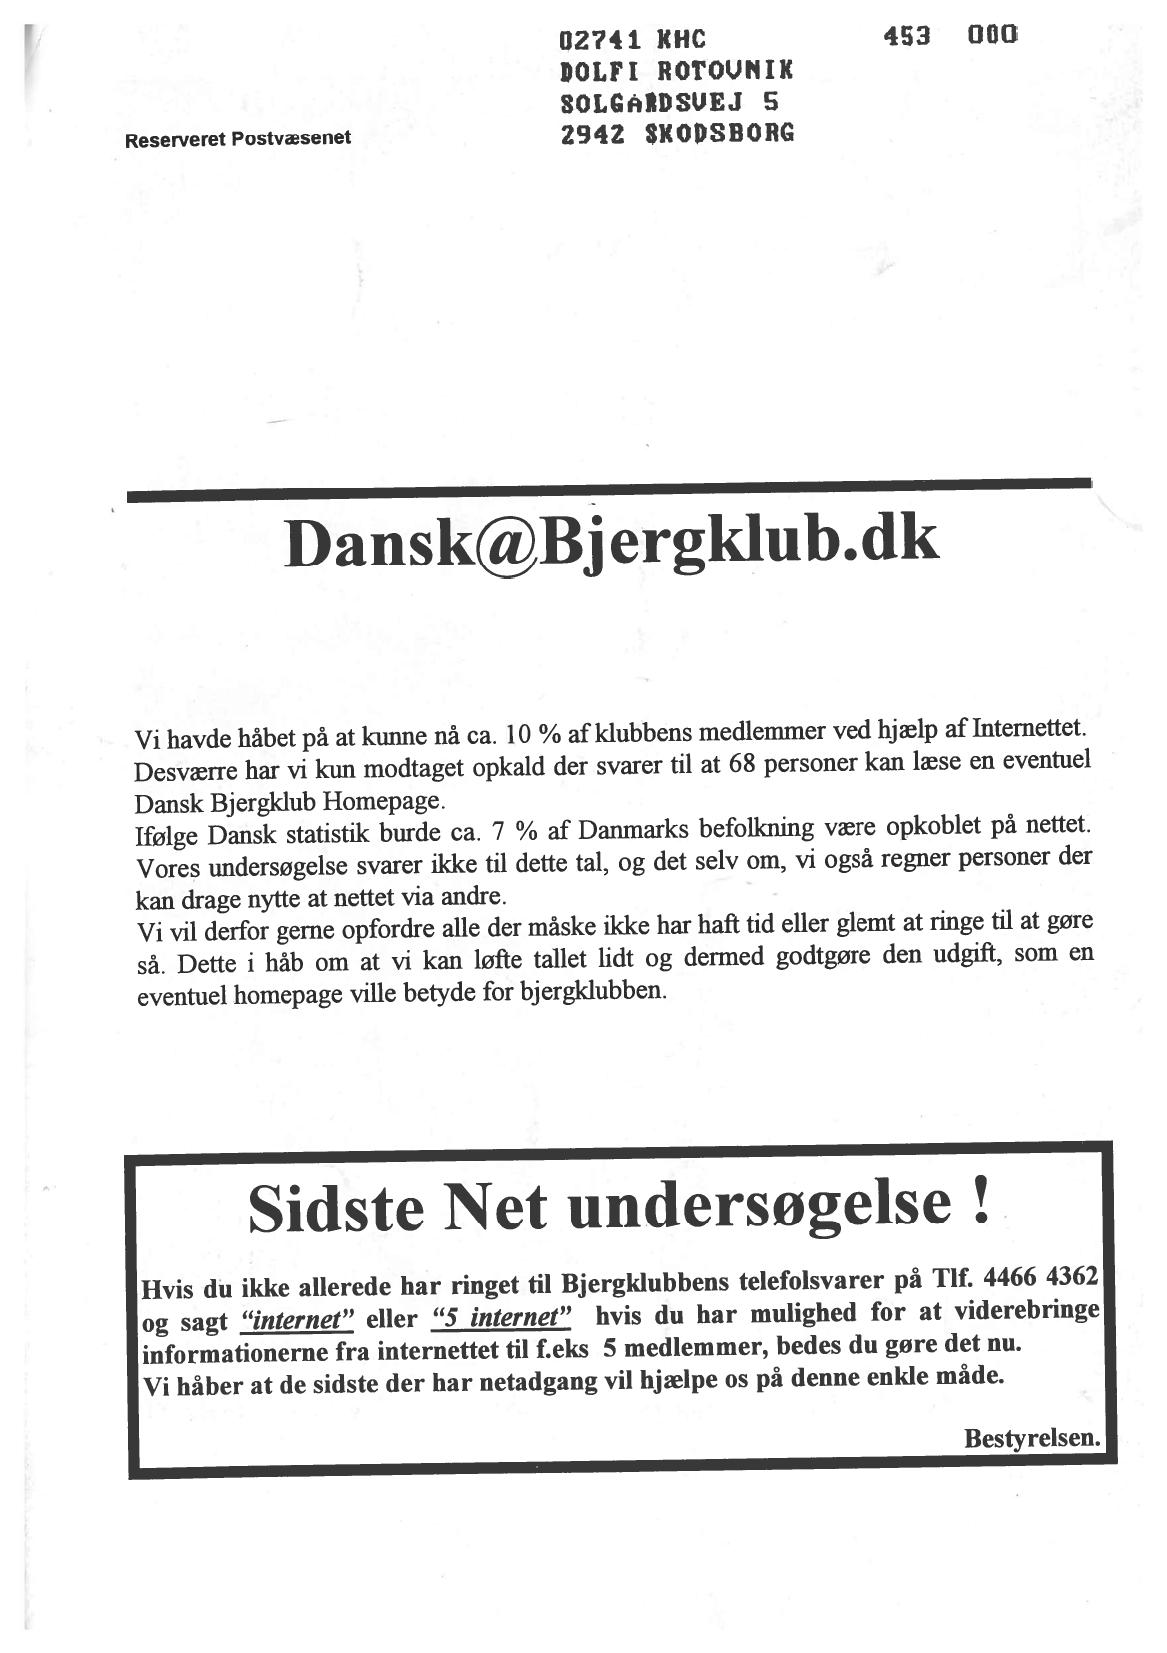 02741 KHC 453 000
DOLFI ROTOVNIK
SOLGÅRDSVEJ 5
2942 SKODSBORG
Reserveret Postvæsenet
Dansk@Bjergklub.dk
Vi havde håbet på at kunne nå ca. 10 % af klubbens medlemmer ved hjælp af Internettet.
Desværre har vi kun modtaget opkald der svarer til at 68 personer kan læse en eventuel
Dansk Bjergklub Homepage.
Ifølge Dansk statistik burde ca. 7 % af Danmarks befolkning være opkoblet på nettet.
Vores undersøgelse svarer ikke til dette tal, og det selv om, vi også regner personer der
kan drage nytte at nettet via andre.
Vi vil derfor gerne opfordre alle der måske ikke har haft tid eller glemt at ringe til at gøre
så. Dette i håb om at vi kan løfte tallet lidt og dermed godtgøre den udgift, som en
eventuel homepage ville betyde for bjergklubben.
Sidste Net undersøgelse !
Hvis du ikke allerede har ringet til Bjergklubbens telefolsvarer på Tlf. 4466 4362
og sagt “internet” eller “5 internet” hvis du har mulighed for at viderebringe
informationerne fra internettet til f.eks 5 medlemmer, bedes du gøre det nu.
Vi håber at de sidste der har netadgang vil hjælpe os på denne enkle måde.
Bestyrelsen.